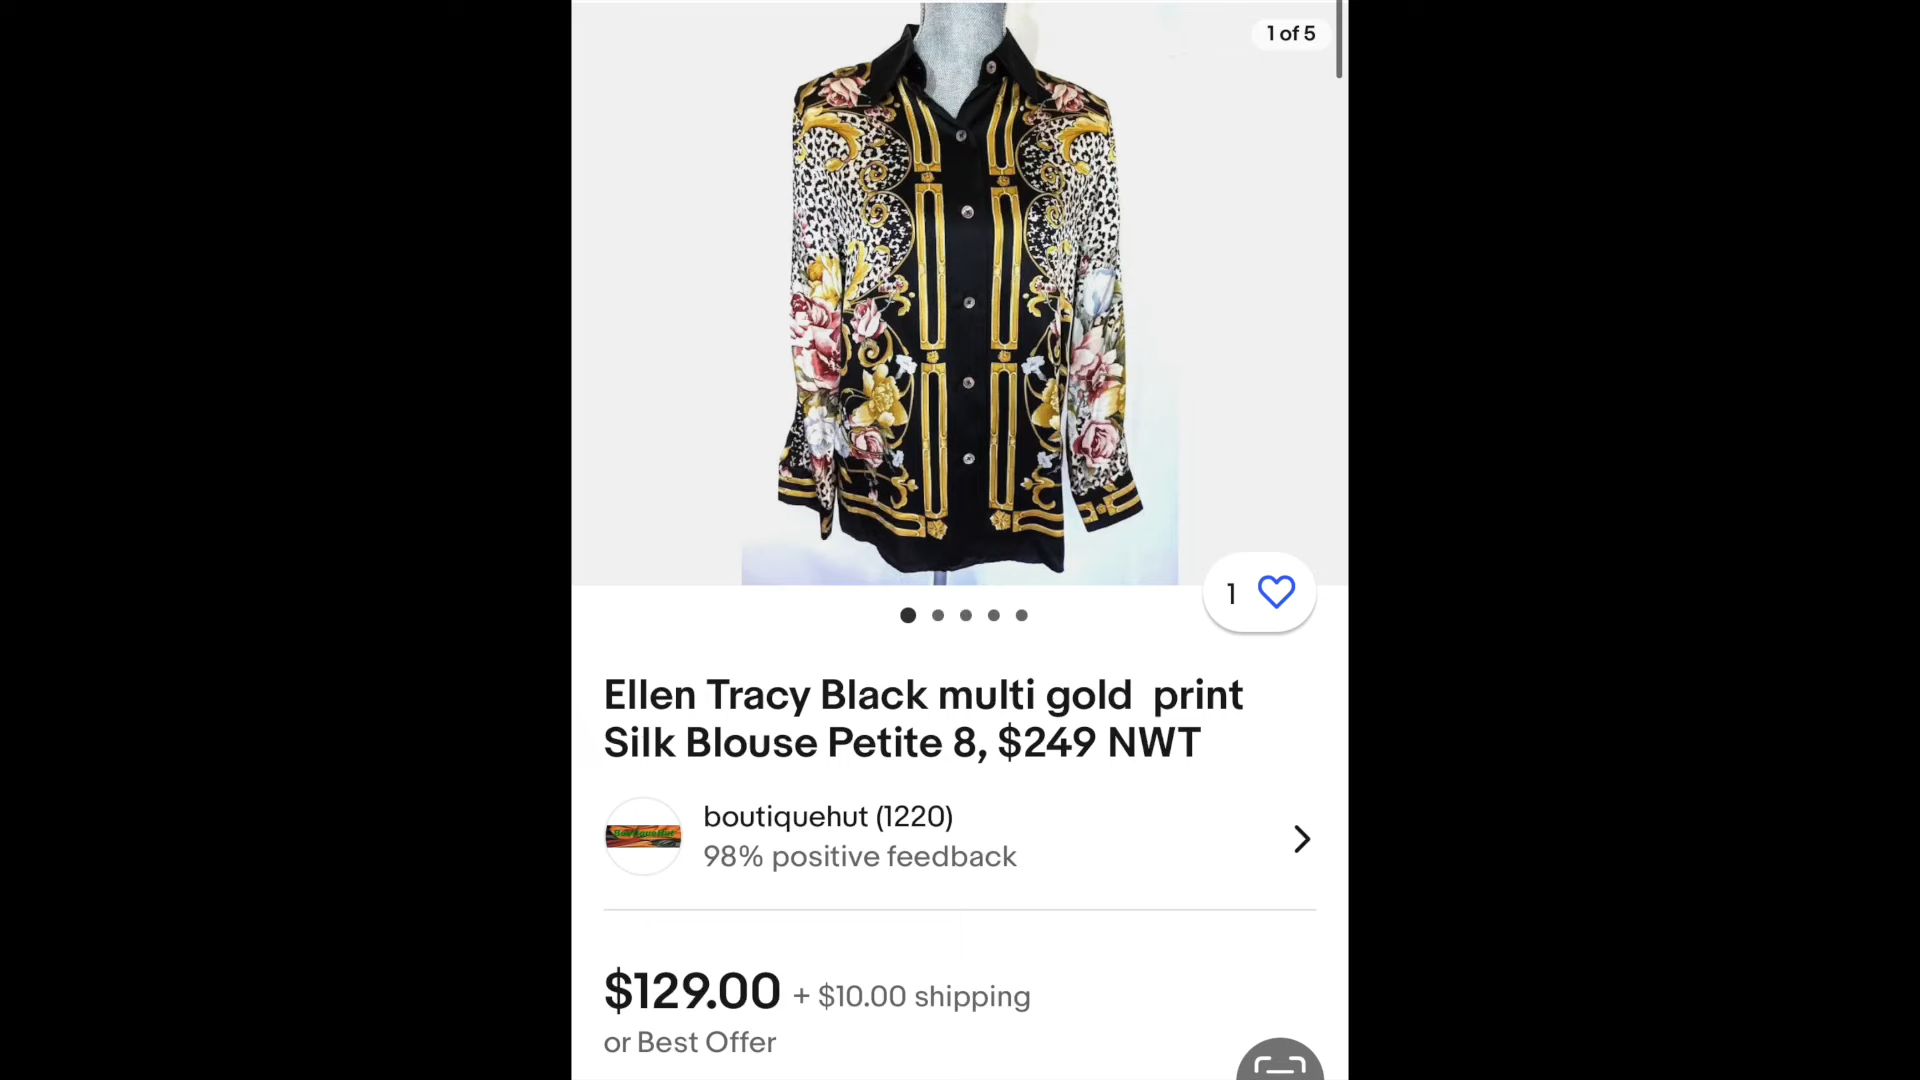 1 of 5
1
Ellen Tracy Black multi gold  print
Silk Blouse Petite 8, $249 NWT
BoutiqueHut
boutiquehut (1220)
98% positive feedback
$129.00 + $10.00 shipping
or Best Offer